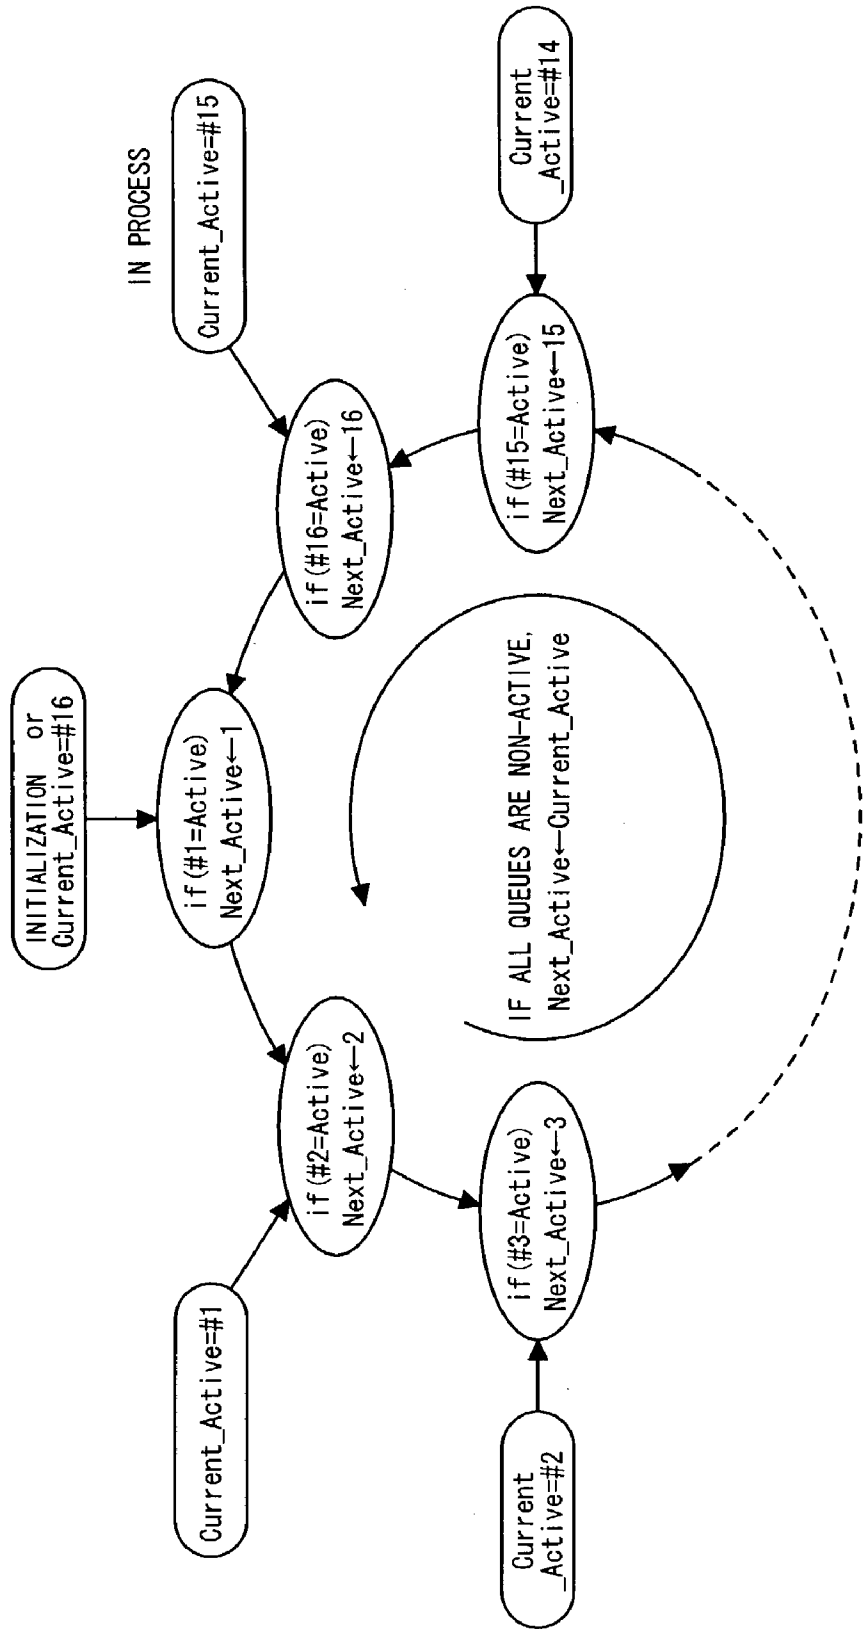 INITIALIZATION or
Current_Active=#16
IN PROCESS
Current_Active=#1
Current_Active=#15
if(#1=Active)
Next_Active←1
if(#2=Active)
Next_Active←2
if(#16=Active)
Next_Active←16
Current
_Active=#2
if(#3=Active)
Next_Active←3
IF ALL QUEUES ARE NON-ACTIVE,
Next_Active←Current_Active
if(#15=Active)
Next_Active←15
Current
_Active=#14